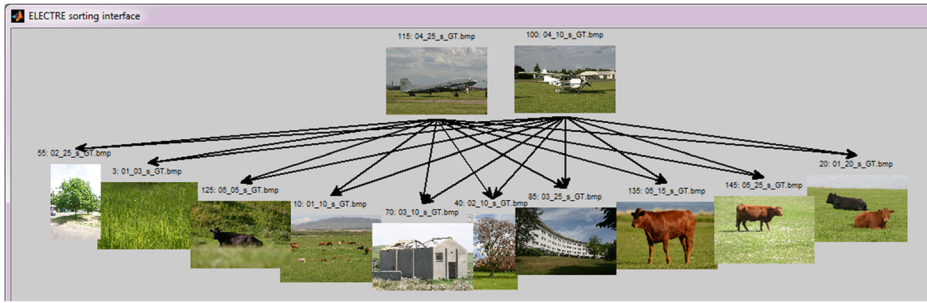 ELECTRE sorting interface
115: 04_25_s_GT.bmp
100: 04_10_s_GT.bmp
55: 02_25_s_GT.bmp
3: 01_03_s_GT.bmp
125: 05_05_s_GT.bmp
10: 01_10_s_GT.bmp
70: 03_10_s_GT.bmp
40: 02_10_s_GT.bmp
85: 03_25_s_GT.bmp
135: 05_15_s_GT.bmp
145: 05_25_s_GT.bmp
20: 01_20_s_GT.bmp